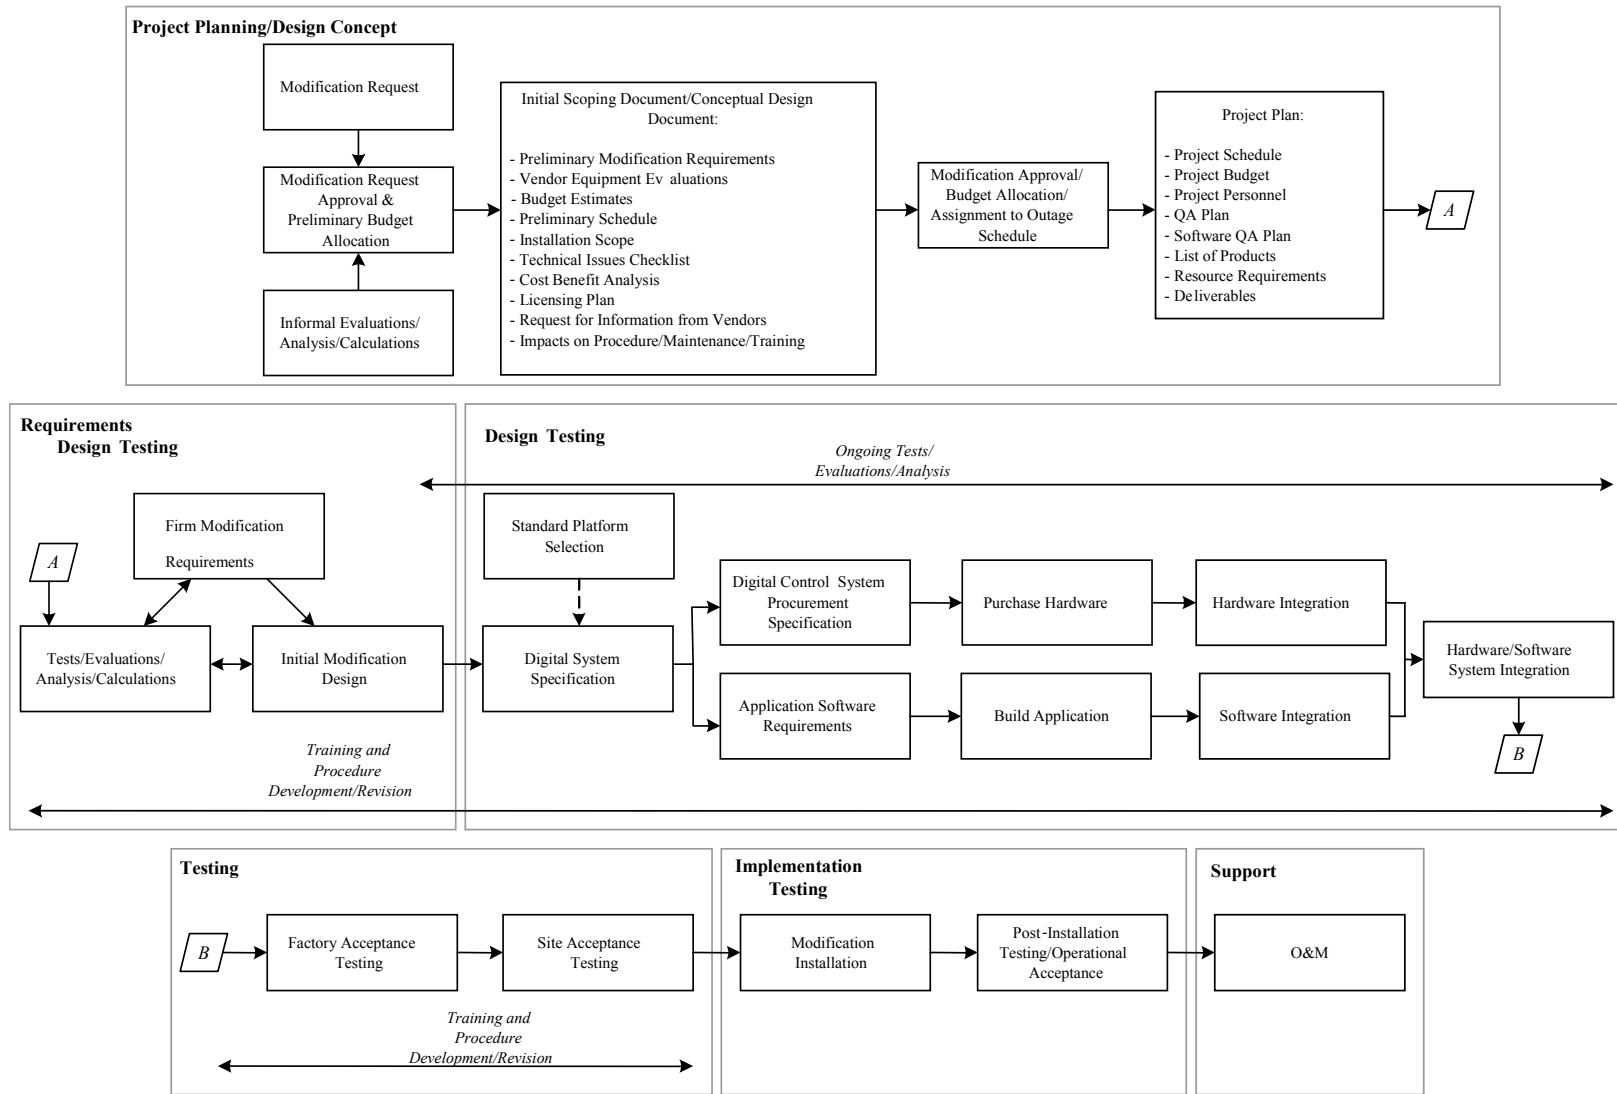 Project Planning/Design Concept
Modification Request
Modification Request
Approval &
Preliminary Budget
Allocation
Informal Evaluations/
Analysis/Calculations
Initial Scoping Document/Conceptual Design
Document:
- Preliminary Modification Requirements
- Vendor Equipment Ev aluations
- Budget Estimates
- Preliminary Schedule
- Installation Scope
- Technical Issues Checklist
- Cost Benefit Analysis
- Licensing Plan
- Request for Information from Vendors
- Impacts on Procedure/Maintenance/Training
Modification Approval/
Budget Allocation/
Assignment to Outage
Schedule
Project Plan:
- Project Schedule
- Project Budget
- Project Personnel
- QA Plan
- Software QA Plan
- List of Products
- Resource Requirements
- Deliverables
A
Requirements
Design Testing
A
Firm Modification
Requirements
Tests/Evaluations/
Analysis/Calculations
Initial Modification
Design
Training and
Procedure
Development/Revision
Design Testing
Ongoing Tests/
Evaluations/Analysis
Standard Platform
Selection
Digital System
Specification
Digital Control System
Procurement
Specification
Purchase Hardware
Hardware Integration
Application Software
Requirements
Build Application
Software Integration
Hardware/Software
System Integration
B
Testing
B
Factory Acceptance
Testing
Site Acceptance
Testing
Training and
Procedure
Development/Revision
Implementation
Testing
Modification
Installation
Post-Installation
Testing/Operational
Acceptance
Support
O&M